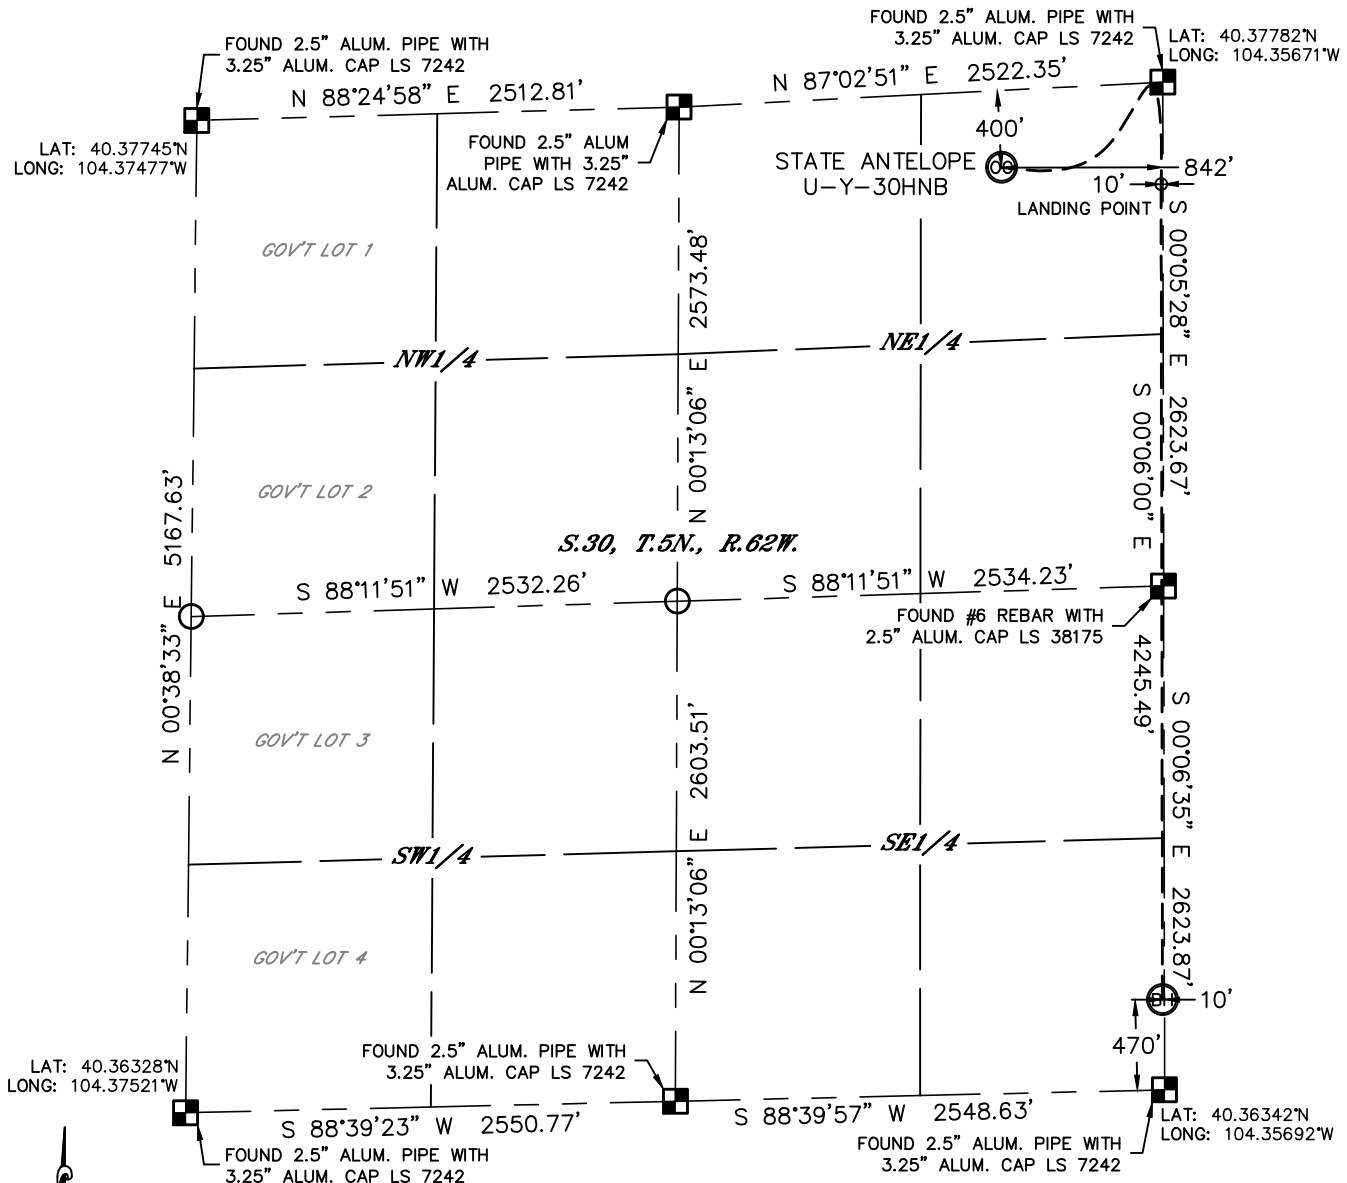 FOUND 2.5" ALUM. PIPE WITH
3.25" ALUM. CAP LS 7242
FOUND 2.5" ALUM. PIPE WITH
3.25" ALUM. CAP LS 7242
LAT: 40.37782°N
LONG: 104.35671°W
N 88°24'58" E 2512.81'
N 87°02'51" E 2522.35'
LAT: 40.37745°N
LONG: 104.37477°W
FOUND 2.5" ALUM
PIPE WITH 3.25"
ALUM. CAP LS 7242
400'
STATE ANTELOPE
U-Y-30HNB
842'
10'
LANDING POINT
GOV'T LOT 1
N 00°13'06" E 2573.48'
S 00°05'28" E 2623.67'
NW1/4
NE1/4
S 00°06'00" E 4245.49'
GOV'T LOT 2
N 00°38'33" E 5167.63'
S.30, T.5N., R.62W.
S 88°11'51" W 2532.26'
S 88°11'51" W 2534.23'
FOUND #6 REBAR WITH
2.5" ALUM. CAP LS 38175
GOV'T LOT 3
N 00°13'06" E 2603.51'
S 00°06'35" E 2623.87'
SW1/4
SE1/4
GOV'T LOT 4
BH
10'
470'
LAT: 40.36328°N
LONG: 104.37521°W
FOUND 2.5" ALUM. PIPE WITH
3.25" ALUM. CAP LS 7242
S 88°39'23" W 2550.77'
S 88°39'57" W 2548.63'
LAT: 40.36342°N
LONG: 104.35692°W
FOUND 2.5" ALUM. PIPE WITH
3.25" ALUM. CAP LS 7242
FOUND 2.5" ALUM. PIPE WITH
3.25" ALUM. CAP LS 7242